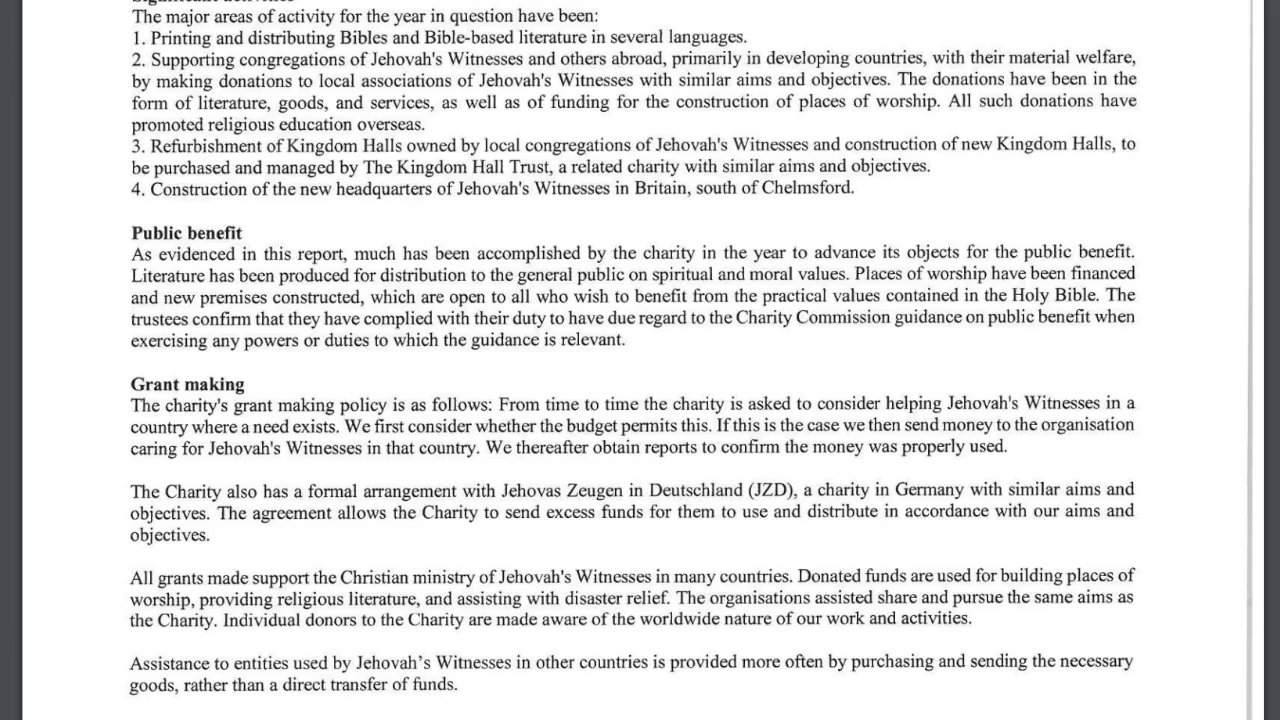 The major areas of activity for the year in question have been:
1. Printing and distributing Bibles and Bible-based literature in several languages.
2. Supporting congregations of Jehovah's Witnesses and others abroad, primarily in developing countries, with their material welfare,
by making donations to local associations of Jehovah's Witnesses with similar aims and objectives. The donations have been in the
form of literature, goods, and services, as well as of funding for the construction of places of worship. All such donations have
promoted religious education overseas.
3. Refurbishment of Kingdom Halls owned by local congregations of Jehovah's Witnesses and construction of new Kingdom Halls, to
be purchased and managed by The Kingdom Hall Trust, a related charity with similar aims and objectives.
4. Construction of the new headquarters of Jehovah's Witnesses in Britain, south of Chelmsford.
Public benefit
As evidenced in this report, much has been accomplished by the charity in the year to advance its objects for the public benefit.
Literature has been produced for distribution to the general public on spiritual and moral values. Places of worship have been financed
and new premises constructed, which are open to all who wish to benefit from the practical values contained in the Holy Bible. The
trustees confirm that they have complied with their duty to have due regard to the Charity Commission guidance on public benefit when
exercising any powers or duties to which the guidance is relevant.
Grant making
The charity's grant making policy is as follows: From time to time the charity is asked to consider helping Jehovah's Witnesses in a
country where a need exists. We first consider whether the budget permits this. If this is the case we then send money to the organisation
caring for Jehovah's Witnesses in that country. We thereafter obtain reports to confirm the money was properly used.
The Charity also has a formal arrangement with Jehovas Zeugen in Deutschland (JZD), a charity in Germany with similar aims and
objectives. The agreement allows the Charity to send excess funds for them to use and distribute in accordance with our aims and
objectives.
All grants made support the Christian ministry of Jehovah's Witnesses in many countries. Donated funds are used for building places of
worship, providing religious literature, and assisting with disaster relief. The organisations assisted share and pursue the same aims as
the Charity. Individual donors to the Charity are made aware of the worldwide nature of our work and activities.
Assistance to entities used by Jehovah’s Witnesses in other countries is provided more often by purchasing and sending the necessary
goods, rather than a direct transfer of funds.